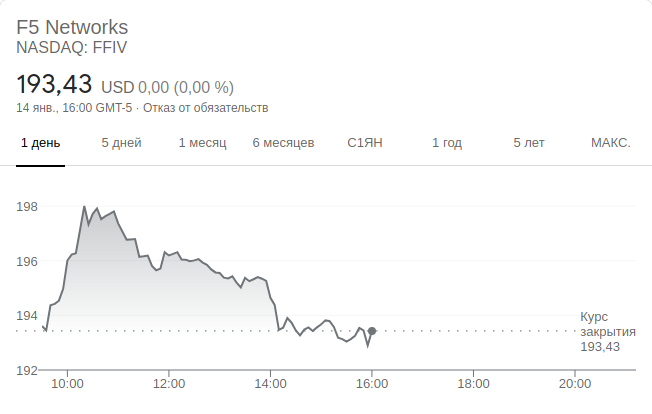 F5 Networks
NASDAQ: FFIV
193,43 USD 0,00 (0,00 %)
14 янв., 16:00 GMT-5 · Отказ от обязательств
1 день 5 дней 1 месяц 6 месяцев С1ЯН 1 год 5 лет МАКС.
198
196
194
Курс
закрытия
193,43
192
10:00 12:00 14:00 16:00 18:00 20:00